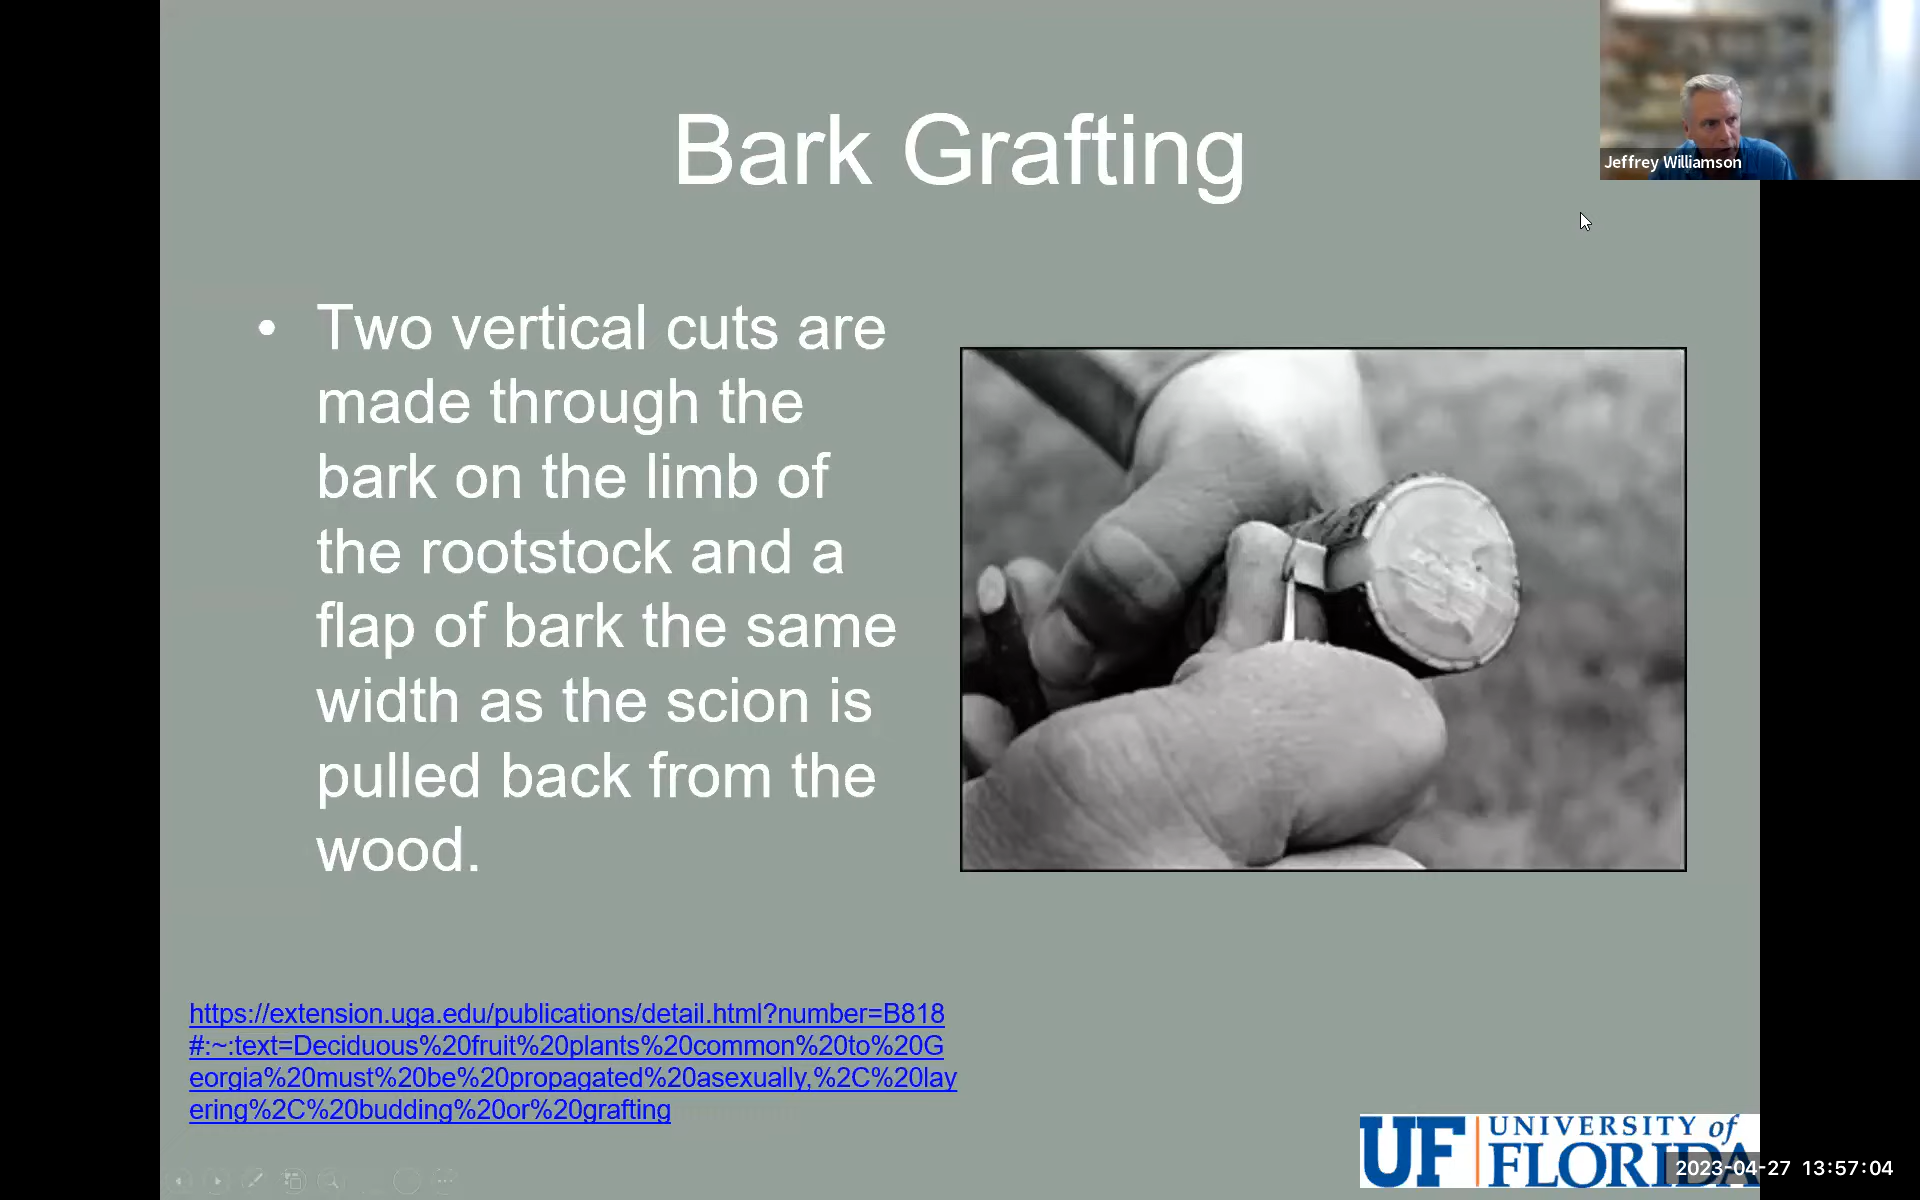 Bark Grafting
Jeffrey Williamson
• Two vertical cuts are
made through the
bark on the limb of
the rootstock and a
flap of bark the same
width as the scion is
pulled back from the
wood.
https://extension.uga.edu/publications/detail.html?number=B818
#:~:text=Deciduous%20fruit%20plants%20common%20to%20G
eorgia%20must%20be%20propagated%20asexually,%2C%20lay
ering%2C%20budding%20or%20grafting
UF UNIVERSITY of
FLORIDA
2023-04-27 13:57:04